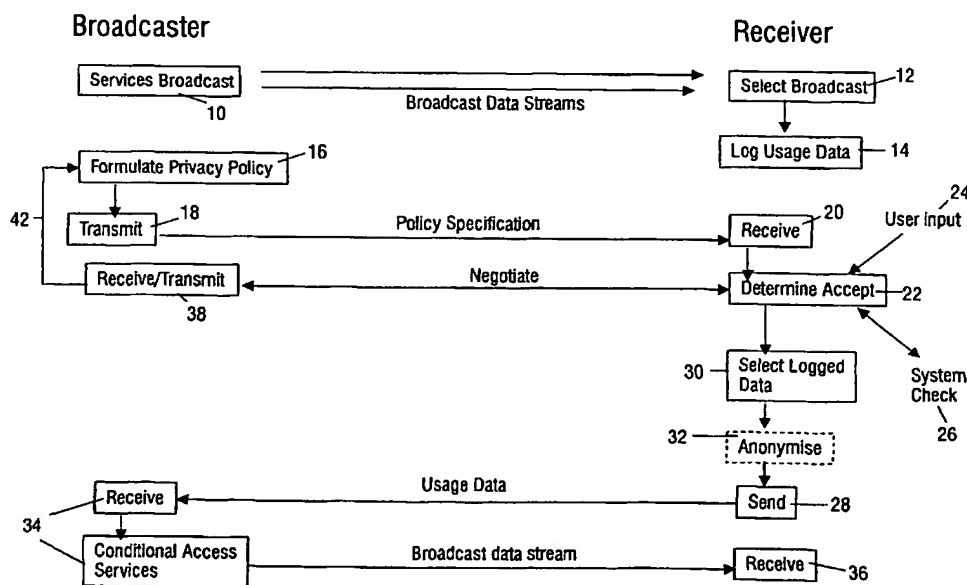 Broadcaster
Receiver
Services Broadcast
10
Broadcast Data Streams
Select Broadcast
12
Log Usage Data
14
Formulate Privacy Policy
16
42
Transmit
18
Policy Specification
Receive
20
24
User input
Receive/Transmit
38
Negotiate
Determine Accept
22
30
Select Logged
Data
System
Check
26
32
Anonymise
34
Receive
Usage Data
Send
28
Conditional Access
Services
Broadcast data stream
Receive
36